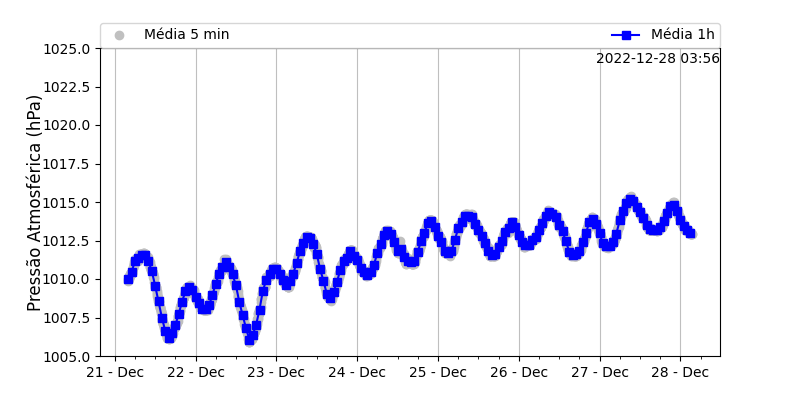 Média 5 min
Média 1h
2022-12-28 03:56
Pressão Atmosférica (hPa)
1025.0
1022.5
1020.0
1017.5
1015.0
1012.5
1010.0
1007.5
1005.0
21 - Dec
22 - Dec
23 - Dec
24 - Dec
25 - Dec
26 - Dec
27 - Dec
28 - Dec